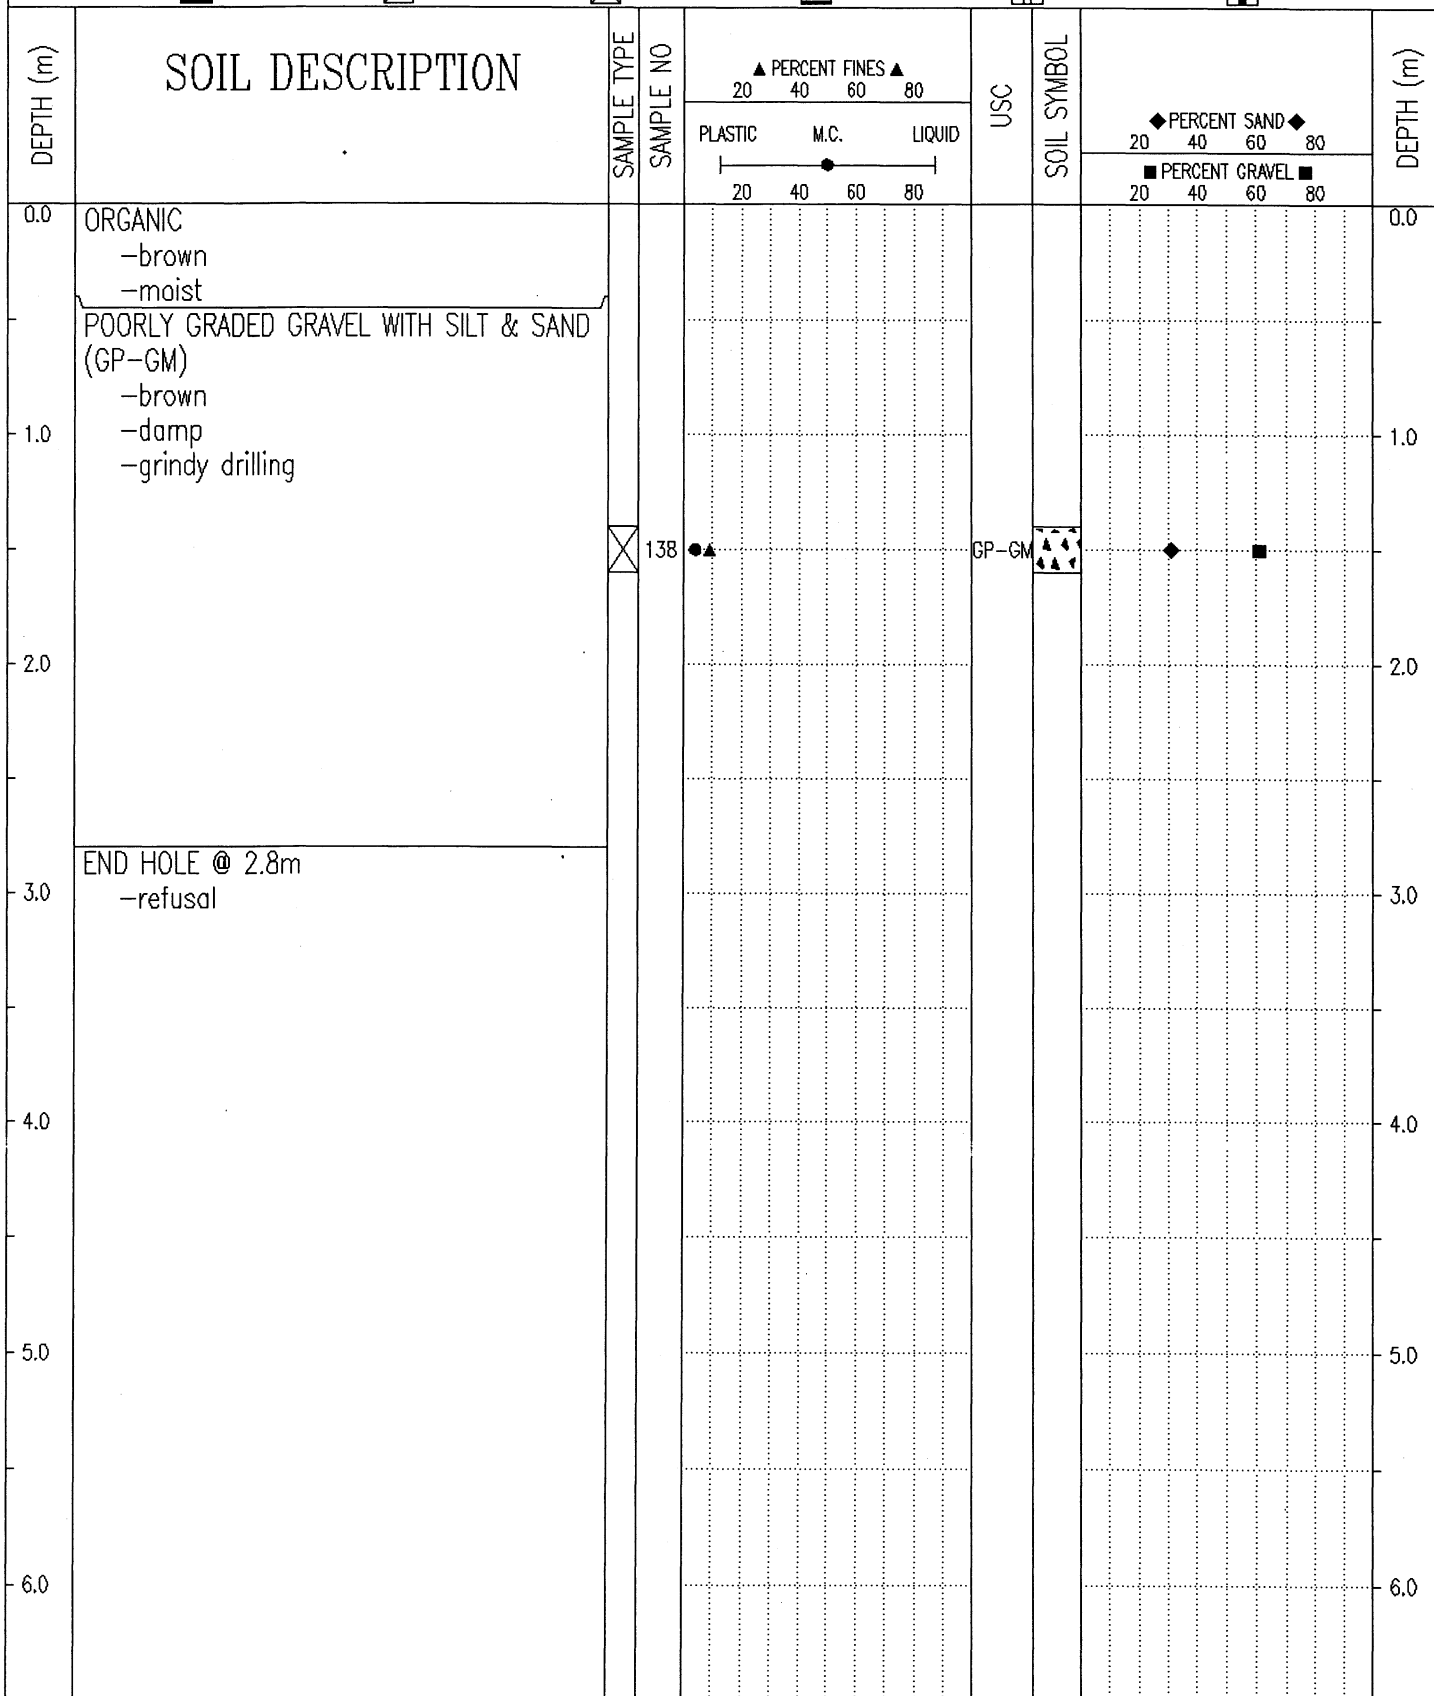 DEPTH (m)
SOIL DESCRIPTION
SAMPLE TYPE
SAMPLE NO
▲ PERCENT FINES ▲
20 40 60 80
PLASTIC M.C. LIQUID
20 40 60 80
USC
SOIL SYMBOL
◆ PERCENT SAND ◆
20 40 60 80
■ PERCENT GRAVEL ■
20 40 60 80
DEPTH (m)
0.0
ORGANIC
-brown
-moist
POORLY GRADED GRAVEL WITH SILT & SAND
(GP-GM)
-brown
1.0
-damp
-grindy drilling
138
GP-GM
2.0
END HOLE @ 2.8m
3.0
-refusal
4.0
5.0
6.0
0.0
1.0
2.0
3.0
4.0
5.0
6.0